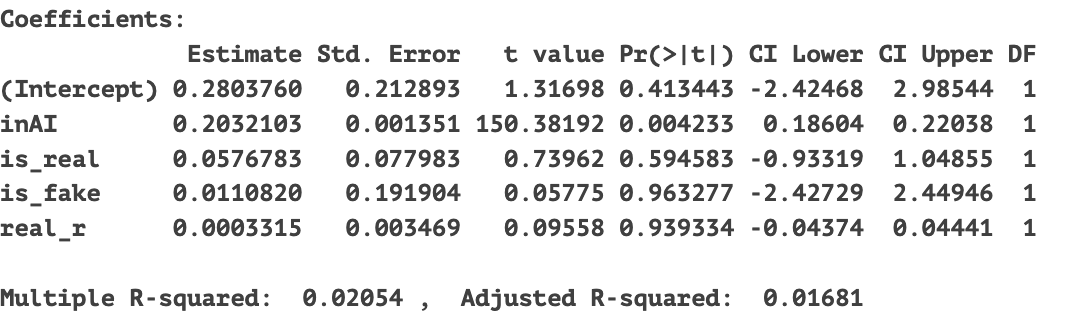 Coefficients:
Estimate Std. Error t value Pr(>|t|) CI Lower CI Upper DF
(Intercept) 0.2803760 0.212893 1.31698 0.413443 -2.42468 2.98544 1
inAI 0.2032103 0.001351 150.38192 0.004233 0.18604 0.22038 1
is_real 0.0576783 0.077983 0.73962 0.594583 -0.93319 1.04855 1
is_fake 0.0110820 0.191904 0.05775 0.963277 -2.42729 2.44946 1
real_r 0.0003315 0.003469 0.09558 0.939334 -0.04374 0.04441 1
Multiple R-squared: 0.02054 , Adjusted R-squared: 0.01681